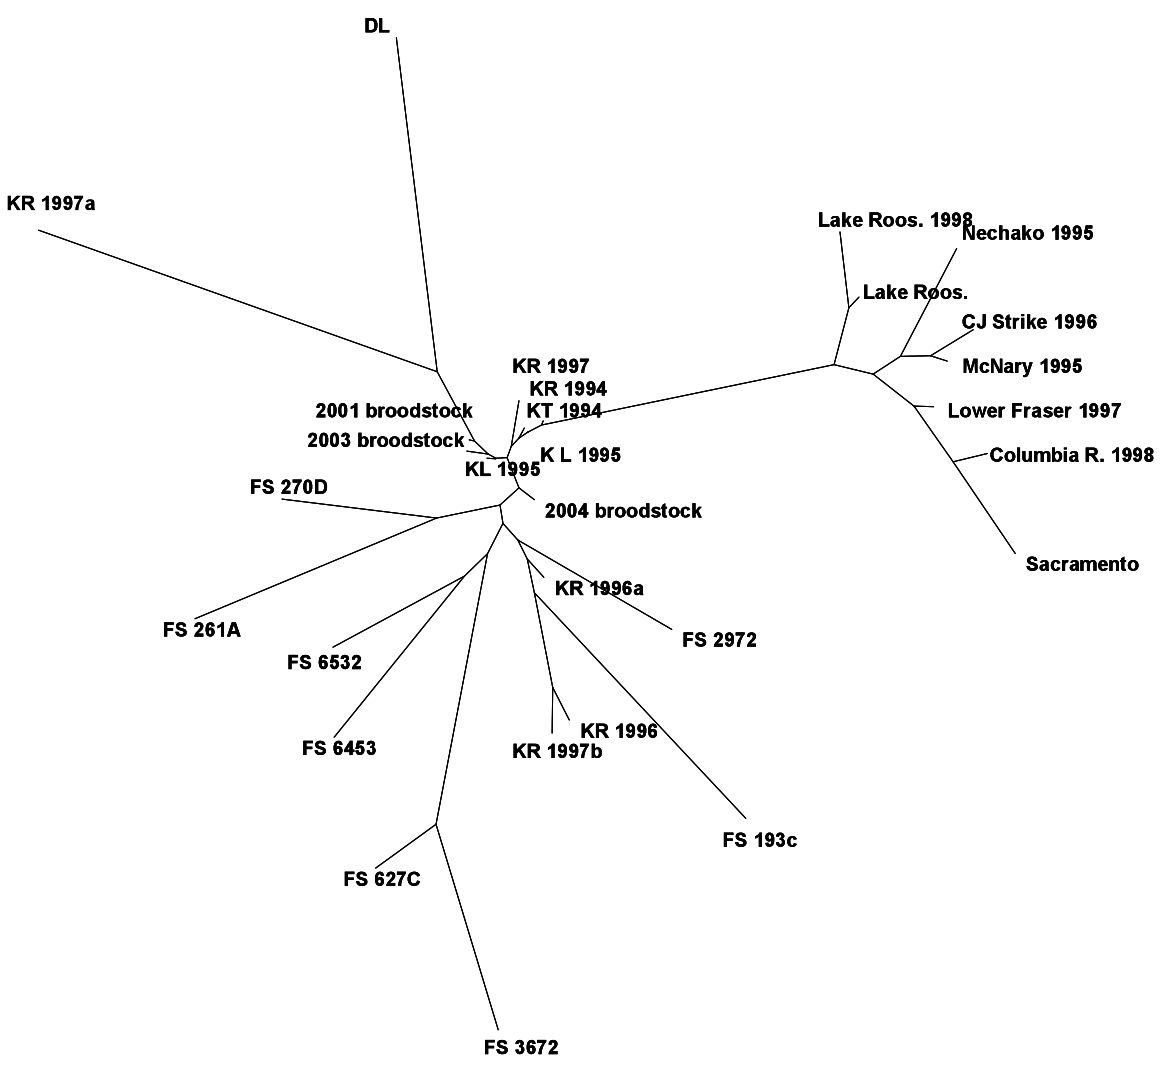 DL
KR 1997a
Lake Roos. 1998
Nechako 1995
Lake Roos.
CJ Strike 1996
KR 1997
McNary 1995
KR 1994
2001 broodstock
KT 1994
Lower Fraser 1997
2003 broodstock
K L 1995
Columbia R. 1998
KL 1995
FS 270D
2004 broodstock
Sacramento
KR 1996a
FS 261A
FS 2972
FS 6532
KR 1996
FS 6453
KR 1997b
FS 193c
FS 627C
FS 3672